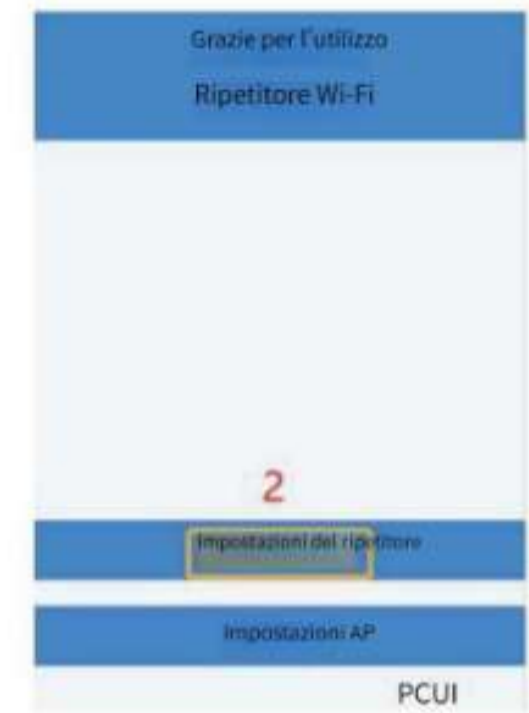 Grazie per l'utilizzo
Ripetitore Wi-Fi
2
Impostazioni del ripetitore
Impostazioni AP
PCUI